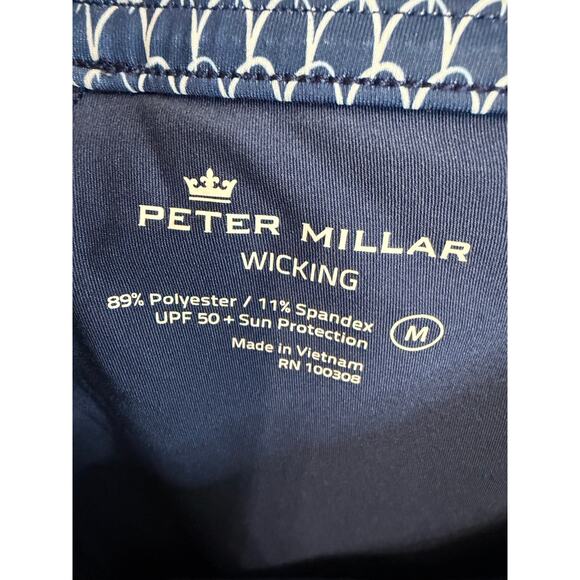 PETER MILLAR
WICKING
89% Polyester / 11% Spandex
UPF 50 + Sun Protection
M
Made in Vietnam
RN 100308